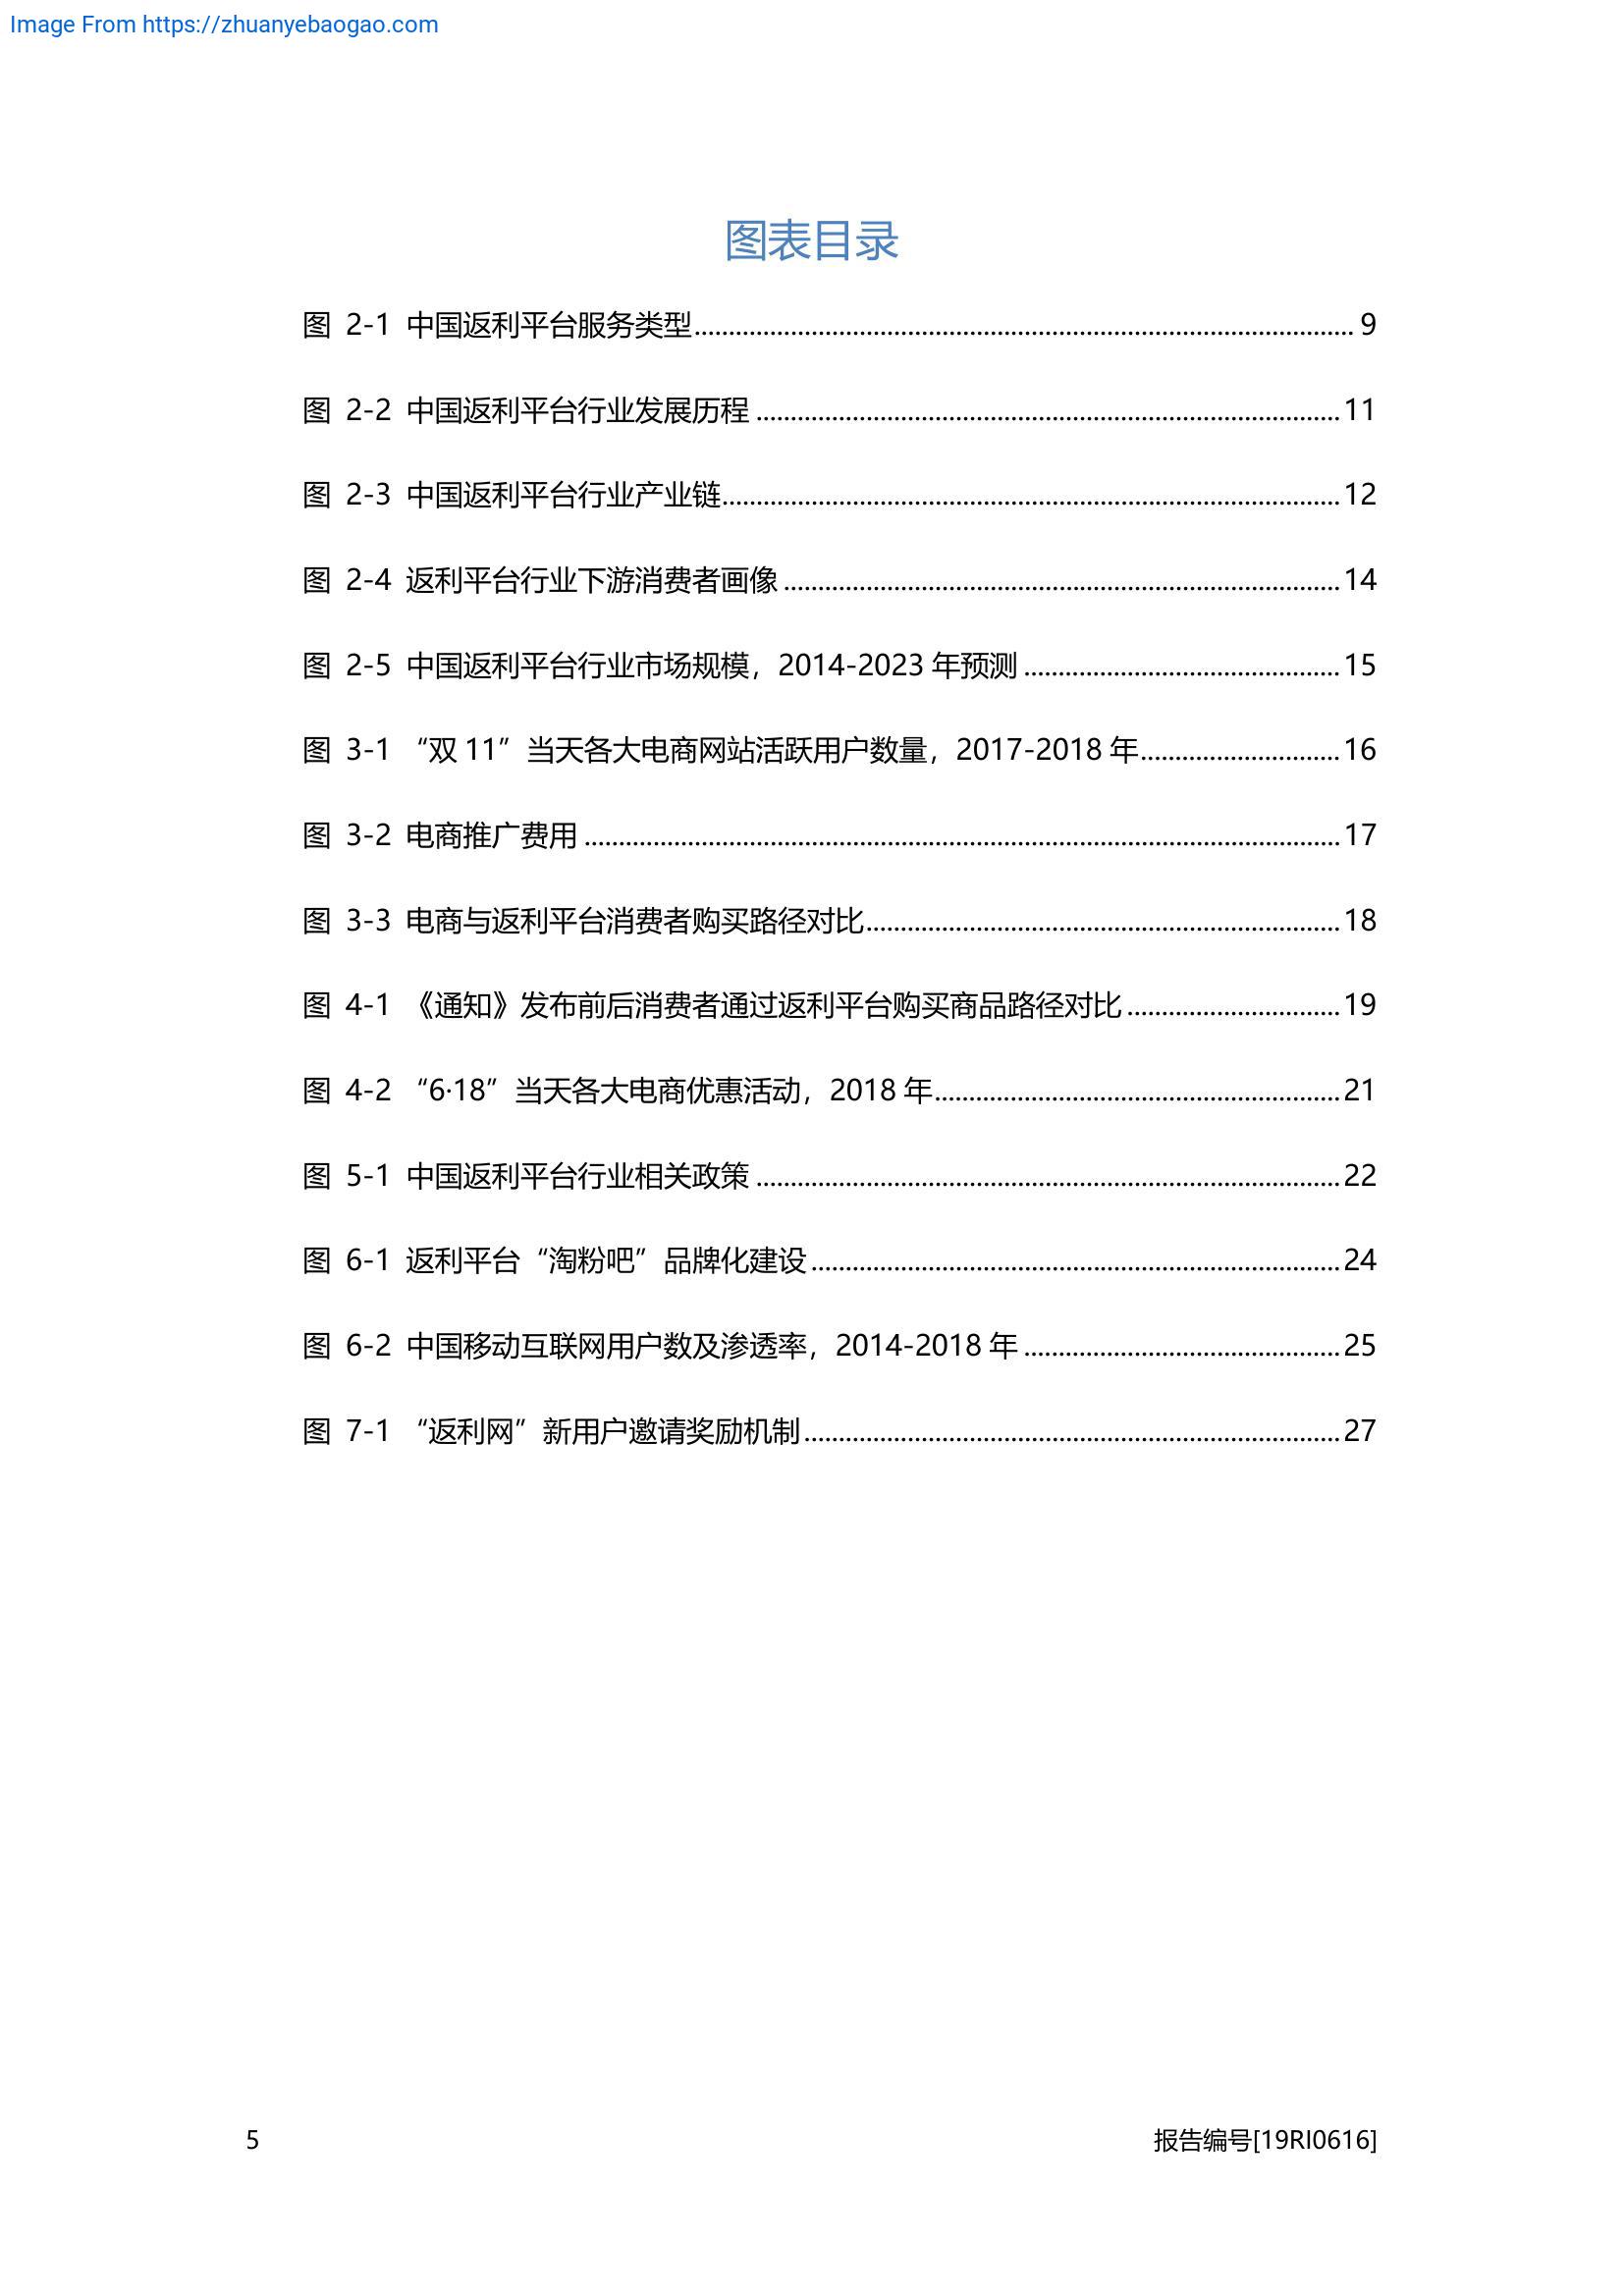 Image From https://zhuanyebaogao.com
图表目录
图 2-1 中国返利平台服务类型 9
图 2-2 中国返利平台行业发展历程 11
图 2-3 中国返利平台行业产业链 12
图 2-4 返利平台行业下游消费者画像 14
图 2-5 中国返利平台行业市场规模，2014-2023 年预测 15
图 3-1 “双 11”当天各大电商网站活跃用户数量，2017-2018 年 16
图 3-2 电商推广费用 17
图 3-3 电商与返利平台消费者购买路径对比 18
图 4-1 《通知》发布前后消费者通过返利平台购买商品路径对比 19
图 4-2 “6·18”当天各大电商优惠活动，2018 年 21
图 5-1 中国返利平台行业相关政策 22
图 6-1 返利平台“淘粉吧”品牌化建设 24
图 6-2 中国移动互联网用户数及渗透率，2014-2018 年 25
图 7-1 “返利网”新用户邀请奖励机制 27
5 报告编号[19RI0616]